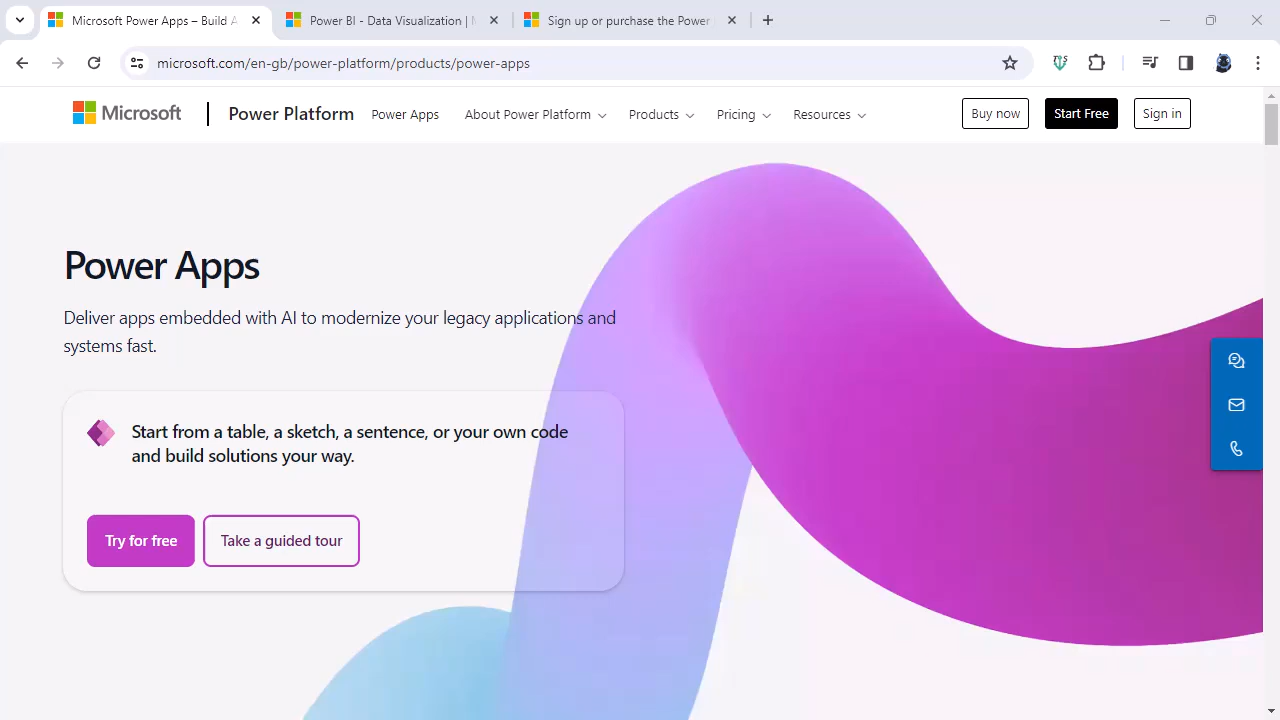 Microsoft Power Apps – Build A
Power BI - Data Visualization | M
Sign up or purchase the Power
microsoft.com/en-gb/power-platform/products/power-apps
Microsoft
Power Platform
Power Apps
About Power Platform
Products
Pricing
Resources
Buy now
Start Free
Sign in
Power Apps
Deliver apps embedded with AI to modernize your legacy applications and
systems fast.
Start from a table, a sketch, a sentence, or your own code
and build solutions your way.
Try for free
Take a guided tour